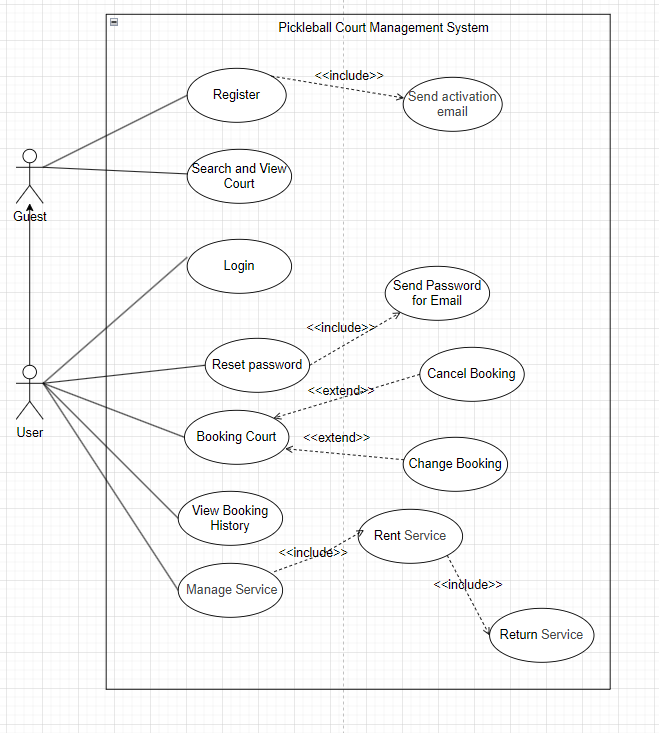 Pickleball Court Management System
<<include>>
Register
Send activation
email
Search and View
Court
Guest
Login
Send Password
for Email
<<include>>
Reset password
Cancel Booking
<<extend>>
User
Booking Court
<<extend>>
Change Booking
View Booking
History
Rent Service
<<include>>
Manage Service
<<include>>
Return Service